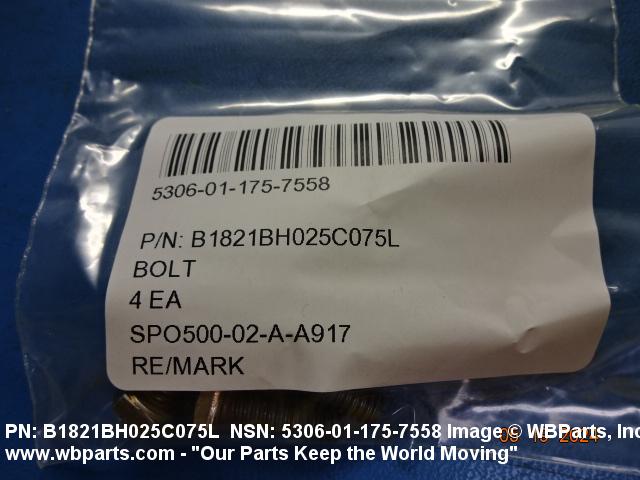 5306-01-175-7558
P/N: B1821BH025C075L
BOLT
4 EA
SPO500-02-A-A917
RE/MARK
PN: B1821BH025C075L NSN: 5306-01-175-7558 Image © WBParts, Inc
www.wbparts.com - "Our Parts Keep the World Moving"